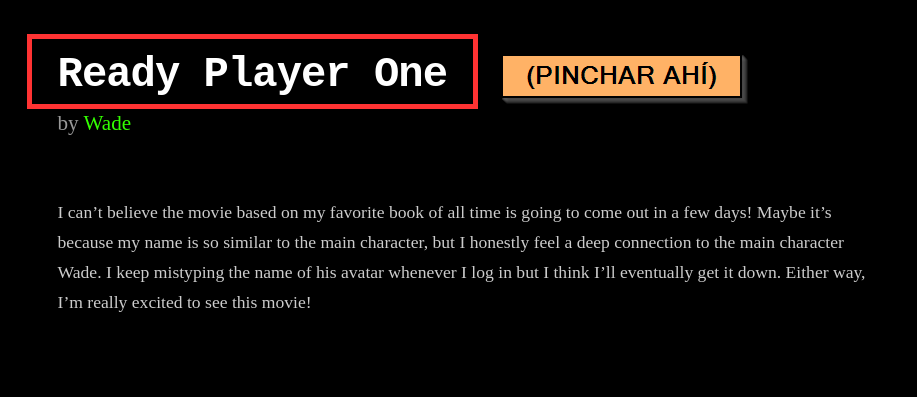 Ready Player One
(PINCHAR AHÍ)
by Wade
I can’t believe the movie based on my favorite book of all time is going to come out in a few days! Maybe it’s
because my name is so similar to the main character, but I honestly feel a deep connection to the main character
Wade. I keep mistyping the name of his avatar whenever I log in but I think I’ll eventually get it down. Either way,
I’m really excited to see this movie!